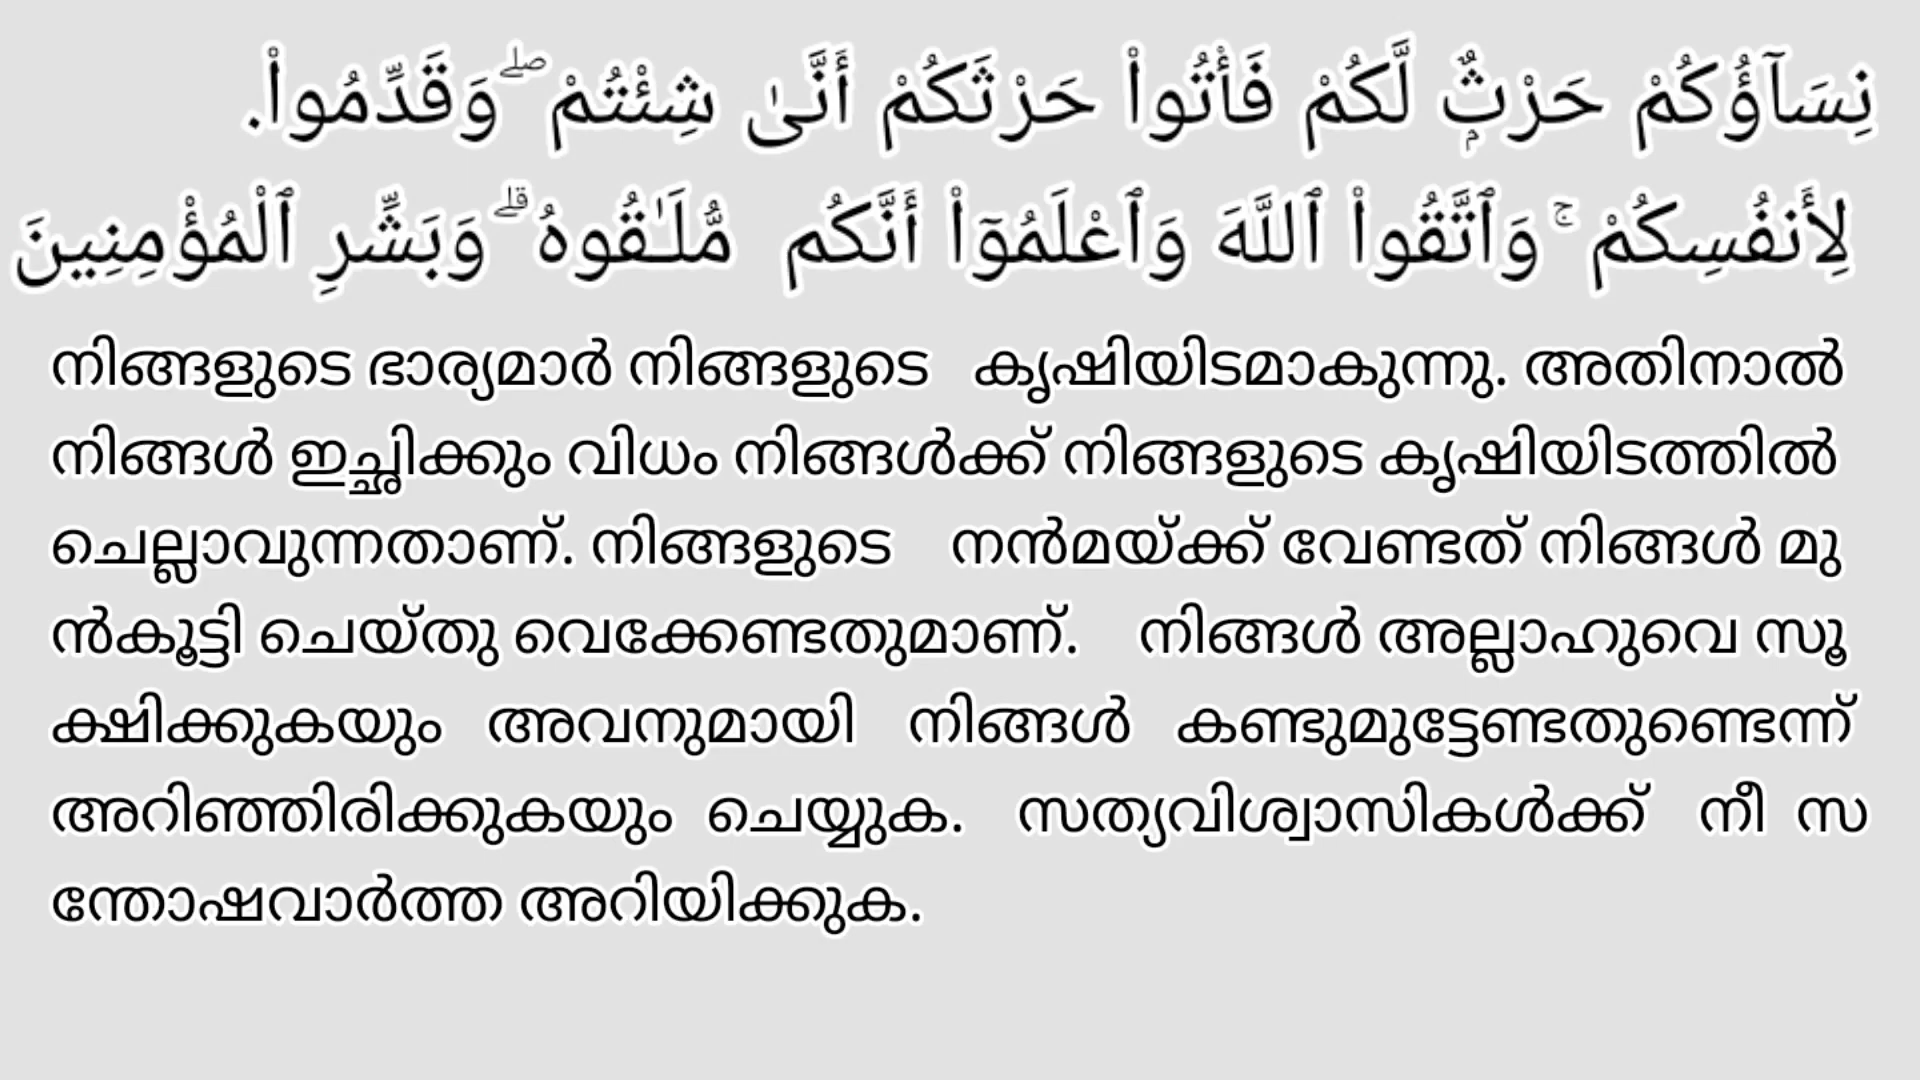 نِسَآؤُكُمْ حَرْثٌۭ لَّكُمْ فَأْتُوا۟ حَرْثَكُمْ أَنَّىٰ شِئْتُمْ ۖ وَقَدِّمُوا۟.
لِأَنفُسِكُمْ ۚ وَٱتَّقُوا۟ ٱللَّهَ وَٱعْلَمُوٓا۟ أَنَّكُم مُّلَـٰقُوهُ ۗ وَبَشِّرِ ٱلْمُؤْمِنِينَ
നിങ്ങളുടെ ഭാര്യമാർ നിങ്ങളുടെ കൃഷിയിടമാകുന്നു. അതിനാൽ
നിങ്ങൾ ഇച്ഛിക്കും വിധം നിങ്ങൾക്ക് നിങ്ങളുടെ കൃഷിയിടത്തിൽ
ചെല്ലാവുന്നതാണ്. നിങ്ങളുടെ നൻമയ്ക്ക് വേണ്ടത് നിങ്ങൾ മു
ൻകൂട്ടി ചെയ്തു വെക്കേണ്ടതുമാണ്. നിങ്ങൾ അല്ലാഹുവെ സൂ
ക്ഷിക്കുകയും അവനുമായി നിങ്ങൾ കണ്ടുമുട്ടേണ്ടതുണ്ടെന്ന്
അറിഞ്ഞിരിക്കുകയും ചെയ്യുക. സത്യവിശ്വാസികൾക്ക് നീ സ
ന്തോഷവാർത്ത അറിയിക്കുക.